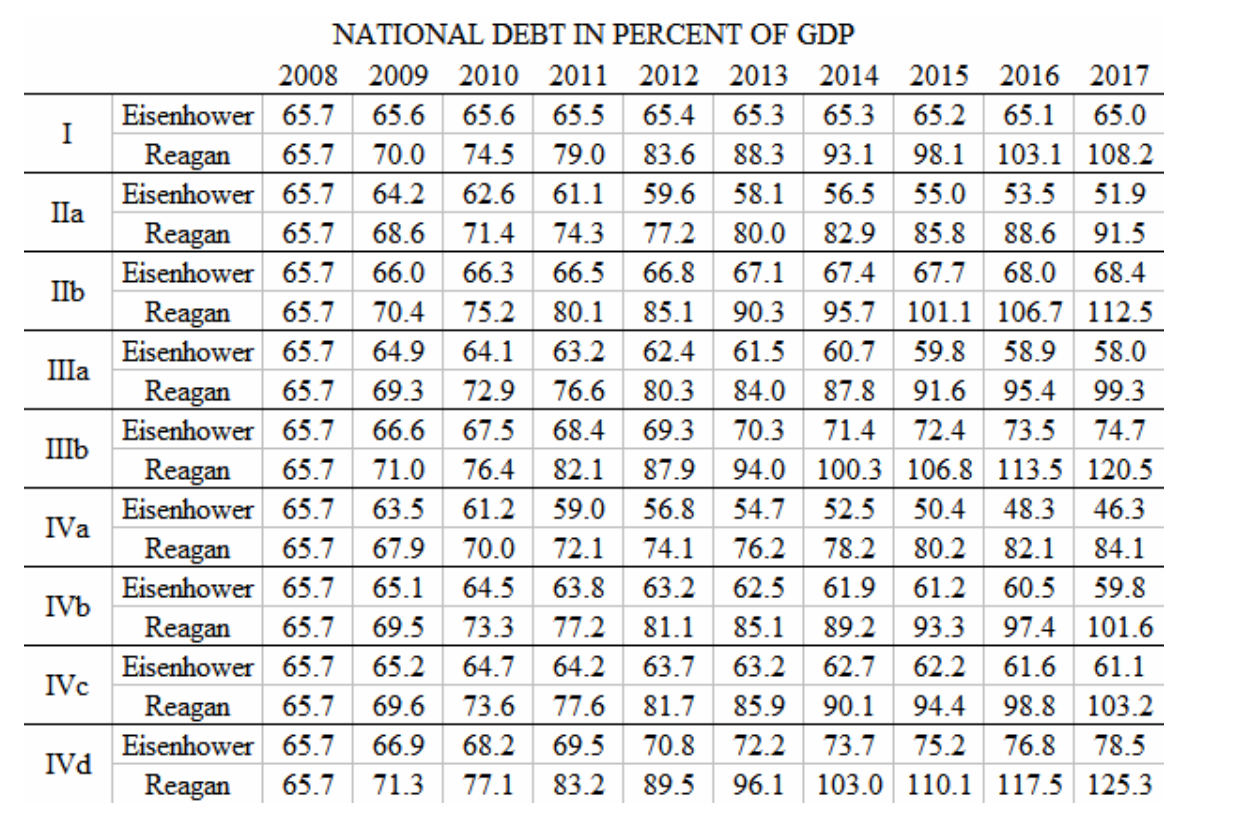 NATIONAL DEBT IN PERCENT OF GDP
2008 2009 2010 2011 2012 2013 2014 2015 2016 2017
I
Eisenhower 65.7 65.6 65.6 65.5 65.4 65.3 65.3 65.2 65.1 65.0
Reagan 65.7 70.0 74.5 79.0 83.6 88.3 93.1 98.1 103.1 108.2
IIa
Eisenhower 65.7 64.2 62.6 61.1 59.6 58.1 56.5 55.0 53.5 51.9
Reagan 65.7 68.6 71.4 74.3 77.2 80.0 82.9 85.8 88.6 91.5
IIb
Eisenhower 65.7 66.0 66.3 66.5 66.8 67.1 67.4 67.7 68.0 68.4
Reagan 65.7 70.4 75.2 80.1 85.1 90.3 95.7 101.1 106.7 112.5
IIIa
Eisenhower 65.7 64.9 64.1 63.2 62.4 61.5 60.7 59.8 58.9 58.0
Reagan 65.7 69.3 72.9 76.6 80.3 84.0 87.8 91.6 95.4 99.3
IIIb
Eisenhower 65.7 66.6 67.5 68.4 69.3 70.3 71.4 72.4 73.5 74.7
Reagan 65.7 71.0 76.4 82.1 87.9 94.0 100.3 106.8 113.5 120.5
IVa
Eisenhower 65.7 63.5 61.2 59.0 56.8 54.7 52.5 50.4 48.3 46.3
Reagan 65.7 67.9 70.0 72.1 74.1 76.2 78.2 80.2 82.1 84.1
IVb
Eisenhower 65.7 65.1 64.5 63.8 63.2 62.5 61.9 61.2 60.5 59.8
Reagan 65.7 69.5 73.3 77.2 81.1 85.1 89.2 93.3 97.4 101.6
IVc
Eisenhower 65.7 65.2 64.7 64.2 63.7 63.2 62.7 62.2 61.6 61.1
Reagan 65.7 69.6 73.6 77.6 81.7 85.9 90.1 94.4 98.8 103.2
IVd
Eisenhower 65.7 66.9 68.2 69.5 70.8 72.2 73.7 75.2 76.8 78.5
Reagan 65.7 71.3 77.1 83.2 89.5 96.1 103.0 110.1 117.5 125.3